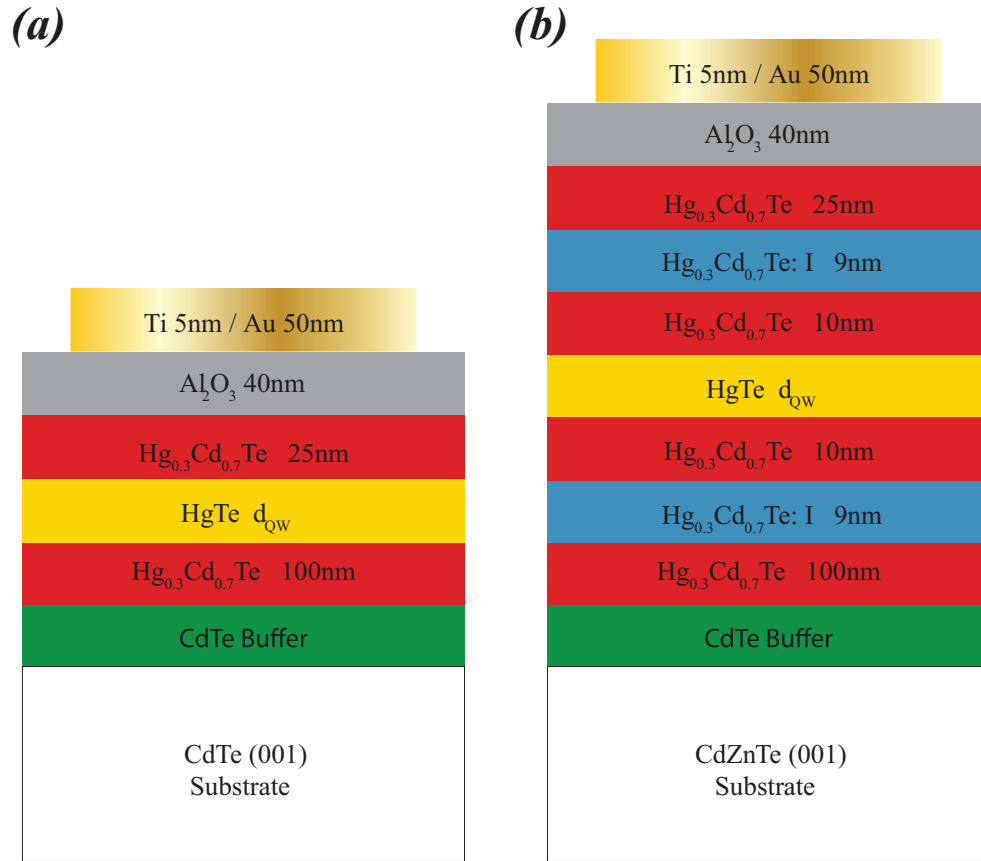 (a)
Ti 5nm / Au 50nm
Al₂O₃ 40nm
Hg₀.₃Cd₀.₇Te 25nm
HgTe d_QW
Hg₀.₃Cd₀.₇Te 100nm
CdTe Buffer
CdTe (001)
Substrate
(b)
Ti 5nm / Au 50nm
Al₂O₃ 40nm
Hg₀.₃Cd₀.₇Te 25nm
Hg₀.₃Cd₀.₇Te: I 9nm
Hg₀.₃Cd₀.₇Te 10nm
HgTe d_QW
Hg₀.₃Cd₀.₇Te 10nm
Hg₀.₃Cd₀.₇Te: I 9nm
Hg₀.₃Cd₀.₇Te 100nm
CdTe Buffer
CdZnTe (001)
Substrate